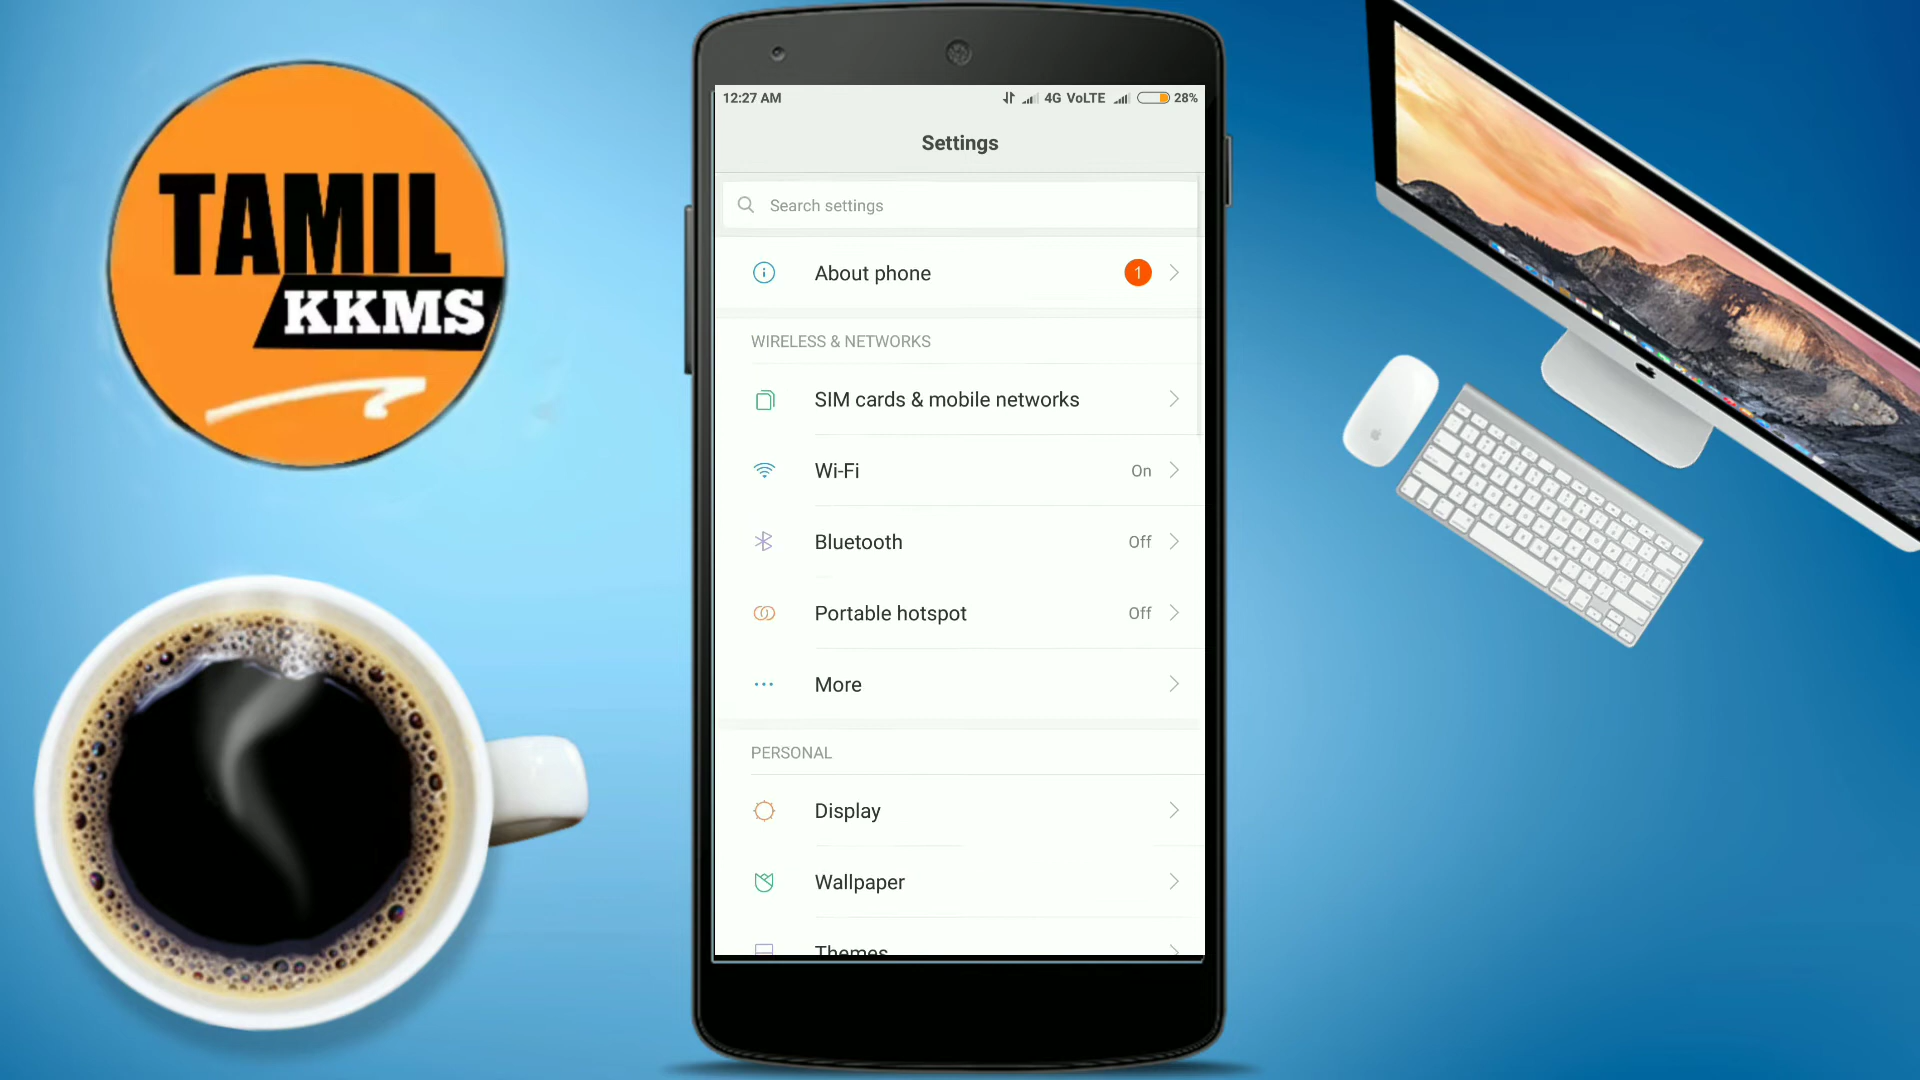 TAMIL
KKMS
12:27 AM
4G VoLTE
28%
Settings
Search settings
About phone
1
WIRELESS & NETWORKS
SIM cards & mobile networks
Wi-Fi
On
Bluetooth
Off
Portable hotspot
Off
More
PERSONAL
Display
Wallpaper
Themes